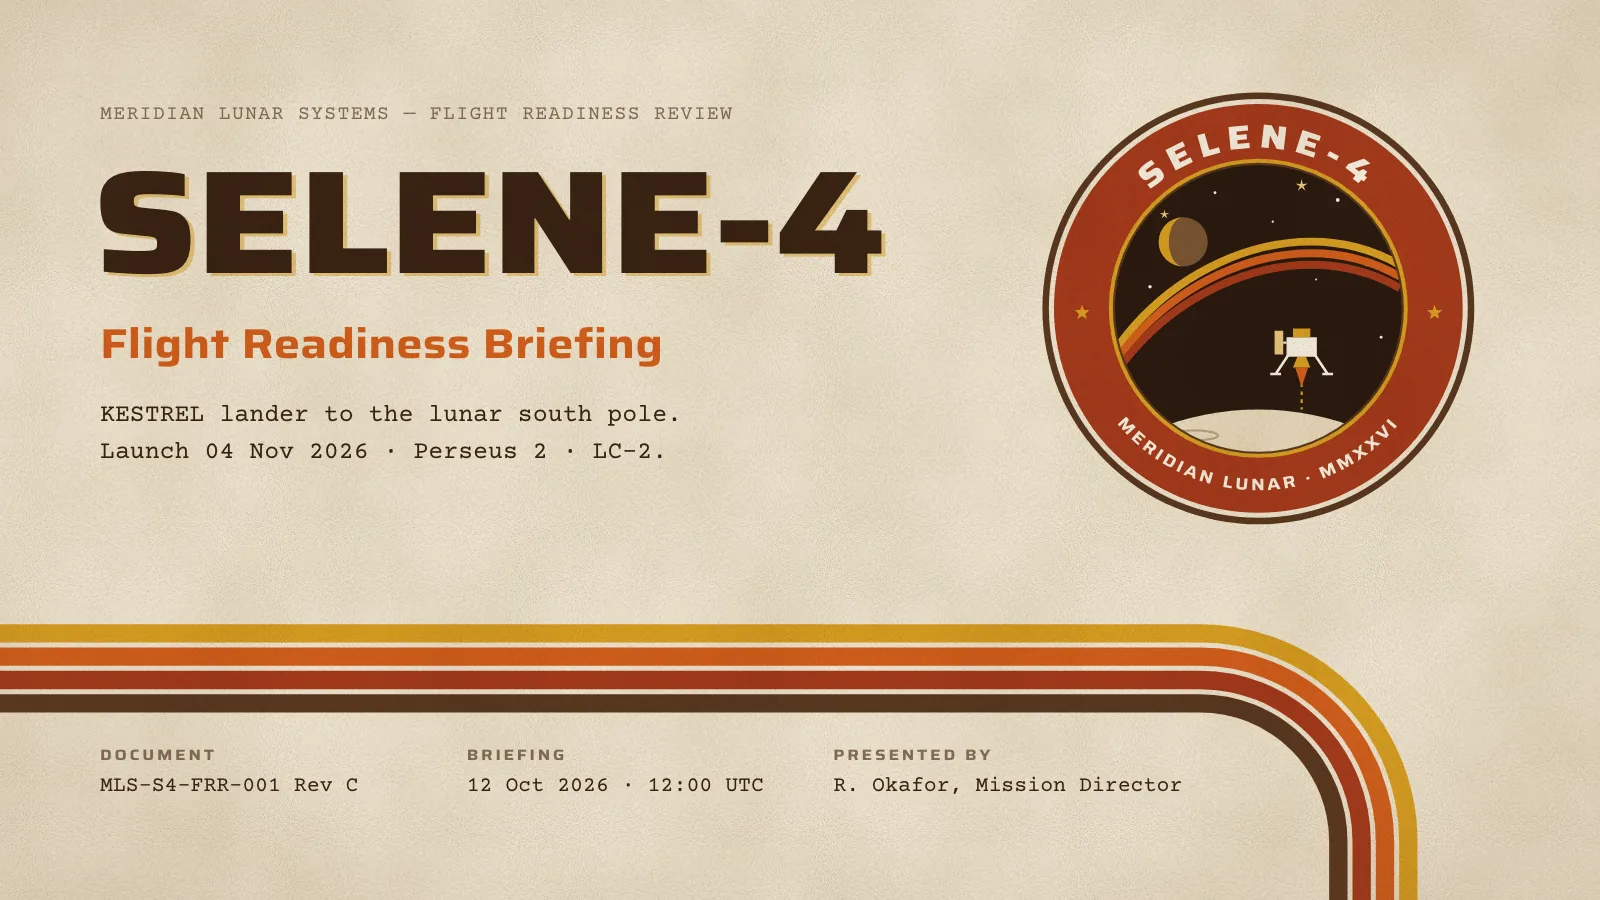 MERIDIAN LUNAR SYSTEMS — FLIGHT READINESS REVIEW
SELENE-4
Flight Readiness Briefing
KESTREL lander to the lunar south pole.
Launch 04 Nov 2026 · Perseus 2 · LC-2.
SELENE-4
MERIDIAN LUNAR · MMXXVI
DOCUMENT
MLS-S4-FRR-001 Rev C
BRIEFING
12 Oct 2026 · 12:00 UTC
PRESENTED BY
R. Okafor, Mission Director